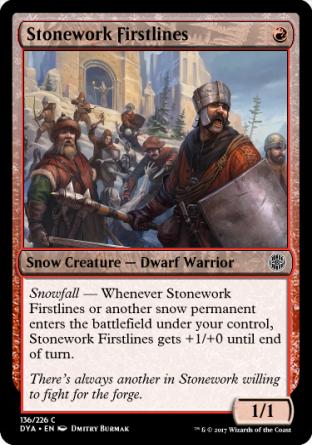 Stonework Firstlines
Snow Creature — Dwarf Warrior
Snowfall — Whenever Stonework
Firstlines or another snow permanent
enters the battlefield under your control,
Stonework Firstlines gets +1/+0 until end
of turn.
There's always another in Stonework willing
to fight for the forge.
1/1
136/226 C
DYA • EN Dmitry Burmak
™ & © 2017 Wizards of the Coast